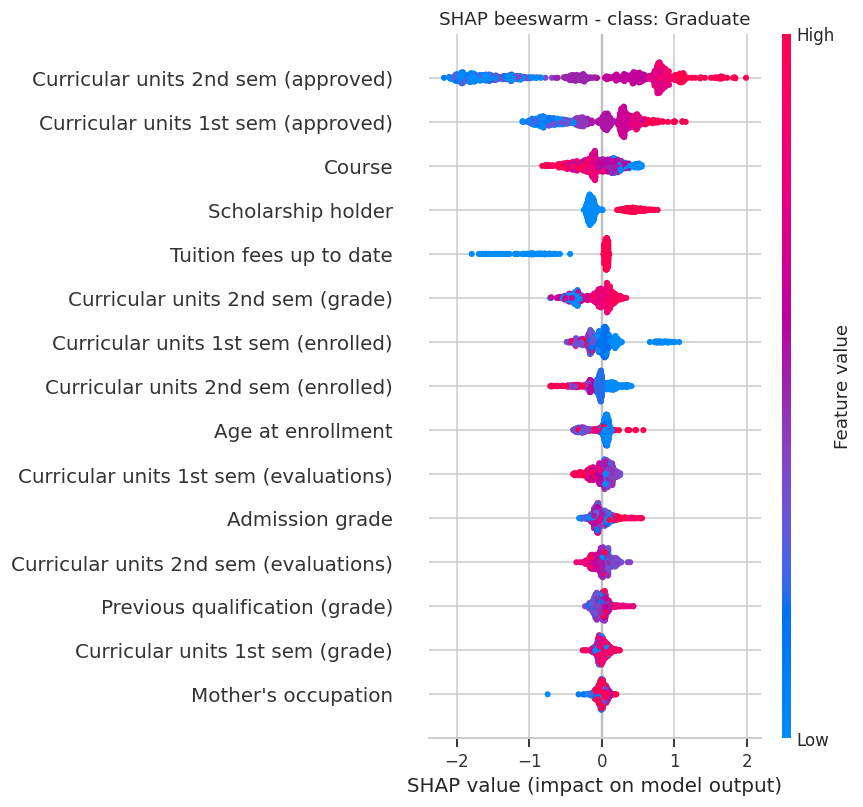 SHAP beeswarm - class: Graduate
High
Curricular units 2nd sem (approved)
Curricular units 1st sem (approved)
Course
Scholarship holder
Tuition fees up to date
Curricular units 2nd sem (grade)
Curricular units 1st sem (enrolled)
Curricular units 2nd sem (enrolled)
Age at enrollment
Curricular units 1st sem (evaluations)
Admission grade
Curricular units 2nd sem (evaluations)
Previous qualification (grade)
Curricular units 1st sem (grade)
Mother's occupation
Feature value
Low
−2 −1 0 1 2
SHAP value (impact on model output)